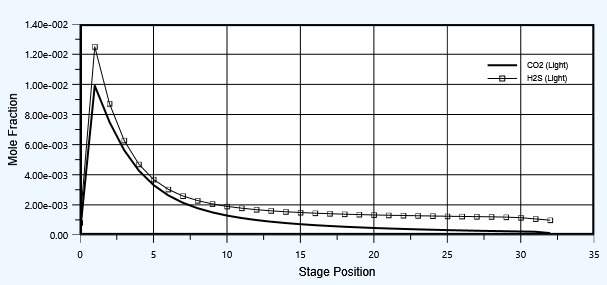 1.40e-002
1.20e-002
1.00e-002
8.00e-003
6.00e-003
4.00e-003
2.00e-003
0.00
Mole Fraction
CO2 (Light)
H2S (Light)
0 5 10 15 20 25 30 35
Stage Position